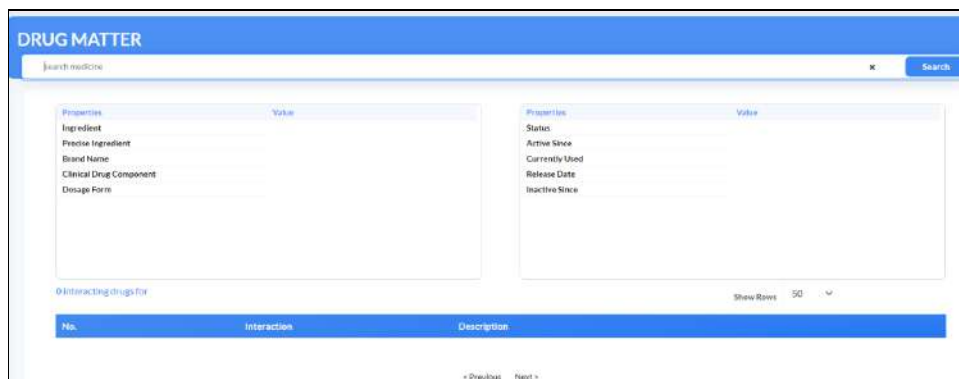 DRUG MATTER
search medicine × Search
Properties Value
Ingredient
Precise Ingredient
Brand Name
Clinical Drug Component
Dosage Form
Properties Value
Status
Active Since
Currently Used
Release Date
Inactive Since
0 interacting drugs for
Show Rows 50
No. Interaction Description
< Previous Next >